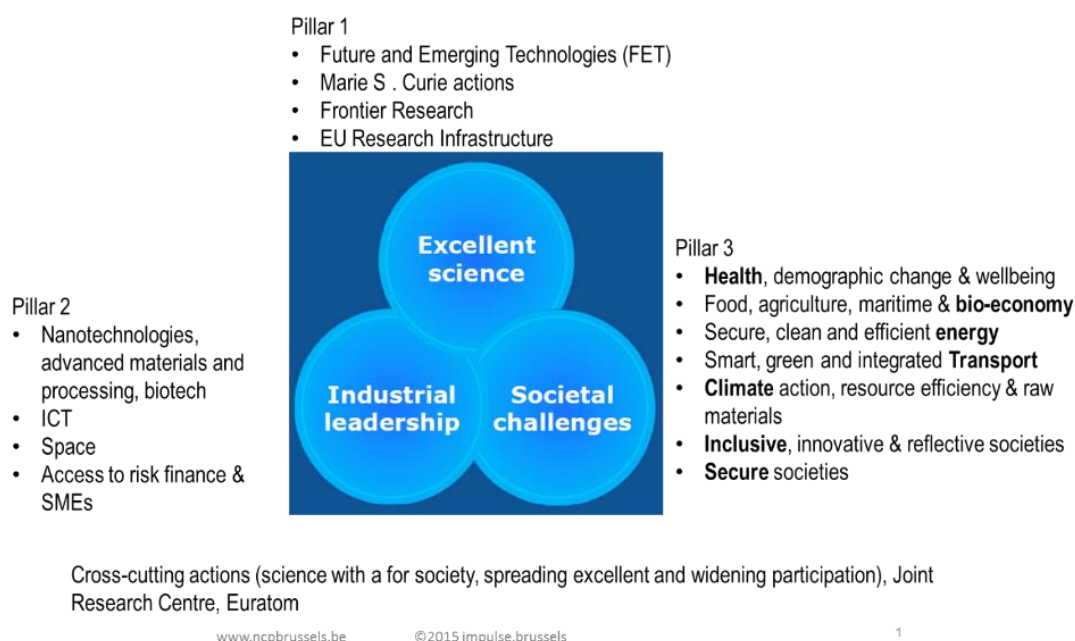 Pillar 1
• Future and Emerging Technologies (FET)
• Marie S . Curie actions
• Frontier Research
• EU Research Infrastructure
Excellent
science
Industrial
leadership
Societal
challenges
Pillar 2
• Nanotechnologies,
advanced materials and
processing, biotech
• ICT
• Space
• Access to risk finance &
SMEs
Pillar 3
• Health, demographic change & wellbeing
• Food, agriculture, maritime & bio-economy
• Secure, clean and efficient energy
• Smart, green and integrated Transport
• Climate action, resource efficiency & raw
materials
• Inclusive, innovative & reflective societies
• Secure societies
Cross-cutting actions (science with a for society, spreading excellent and widening participation), Joint
Research Centre, Euratom
www.ncpbrussels.be ©2015 impulse.brussels
1